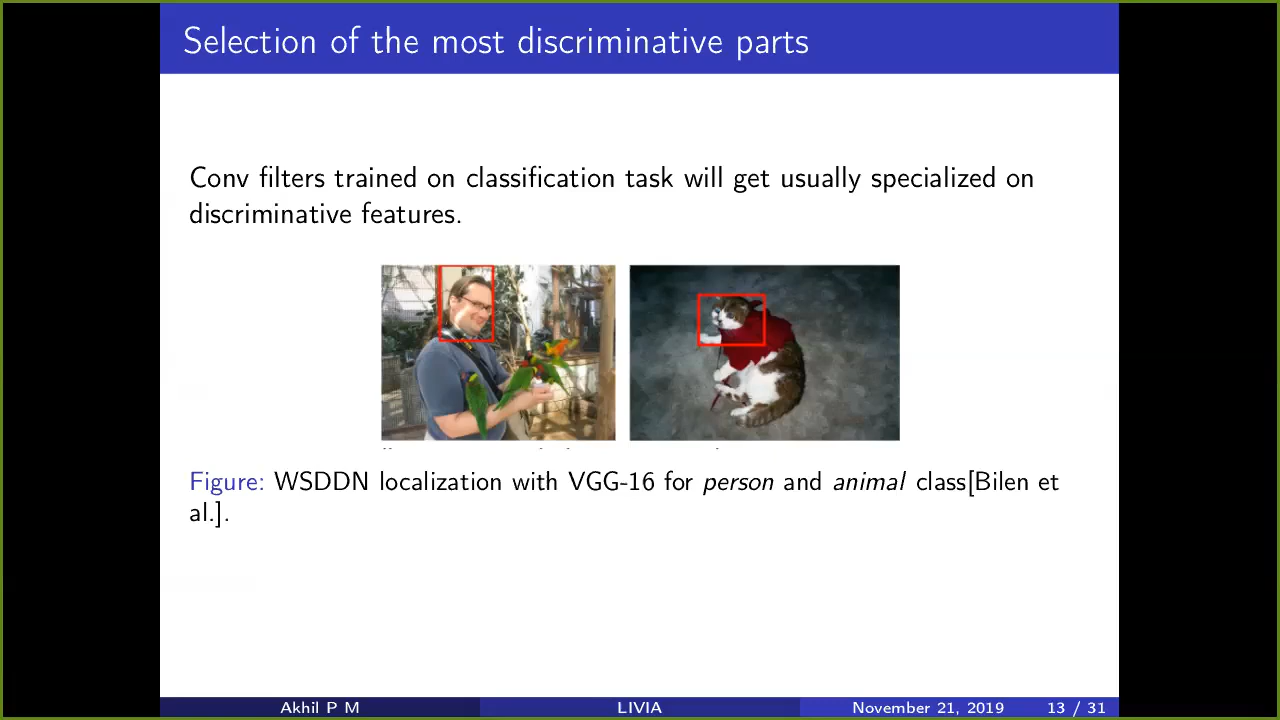 Selection of the most discriminative parts
Conv filters trained on classification task will get usually specialized on
discriminative features.
Figure: WSDDN localization with VGG-16 for person and animal class[Bilen et
al.].
Akhil P M LIVIA November 21, 2019 13 / 31